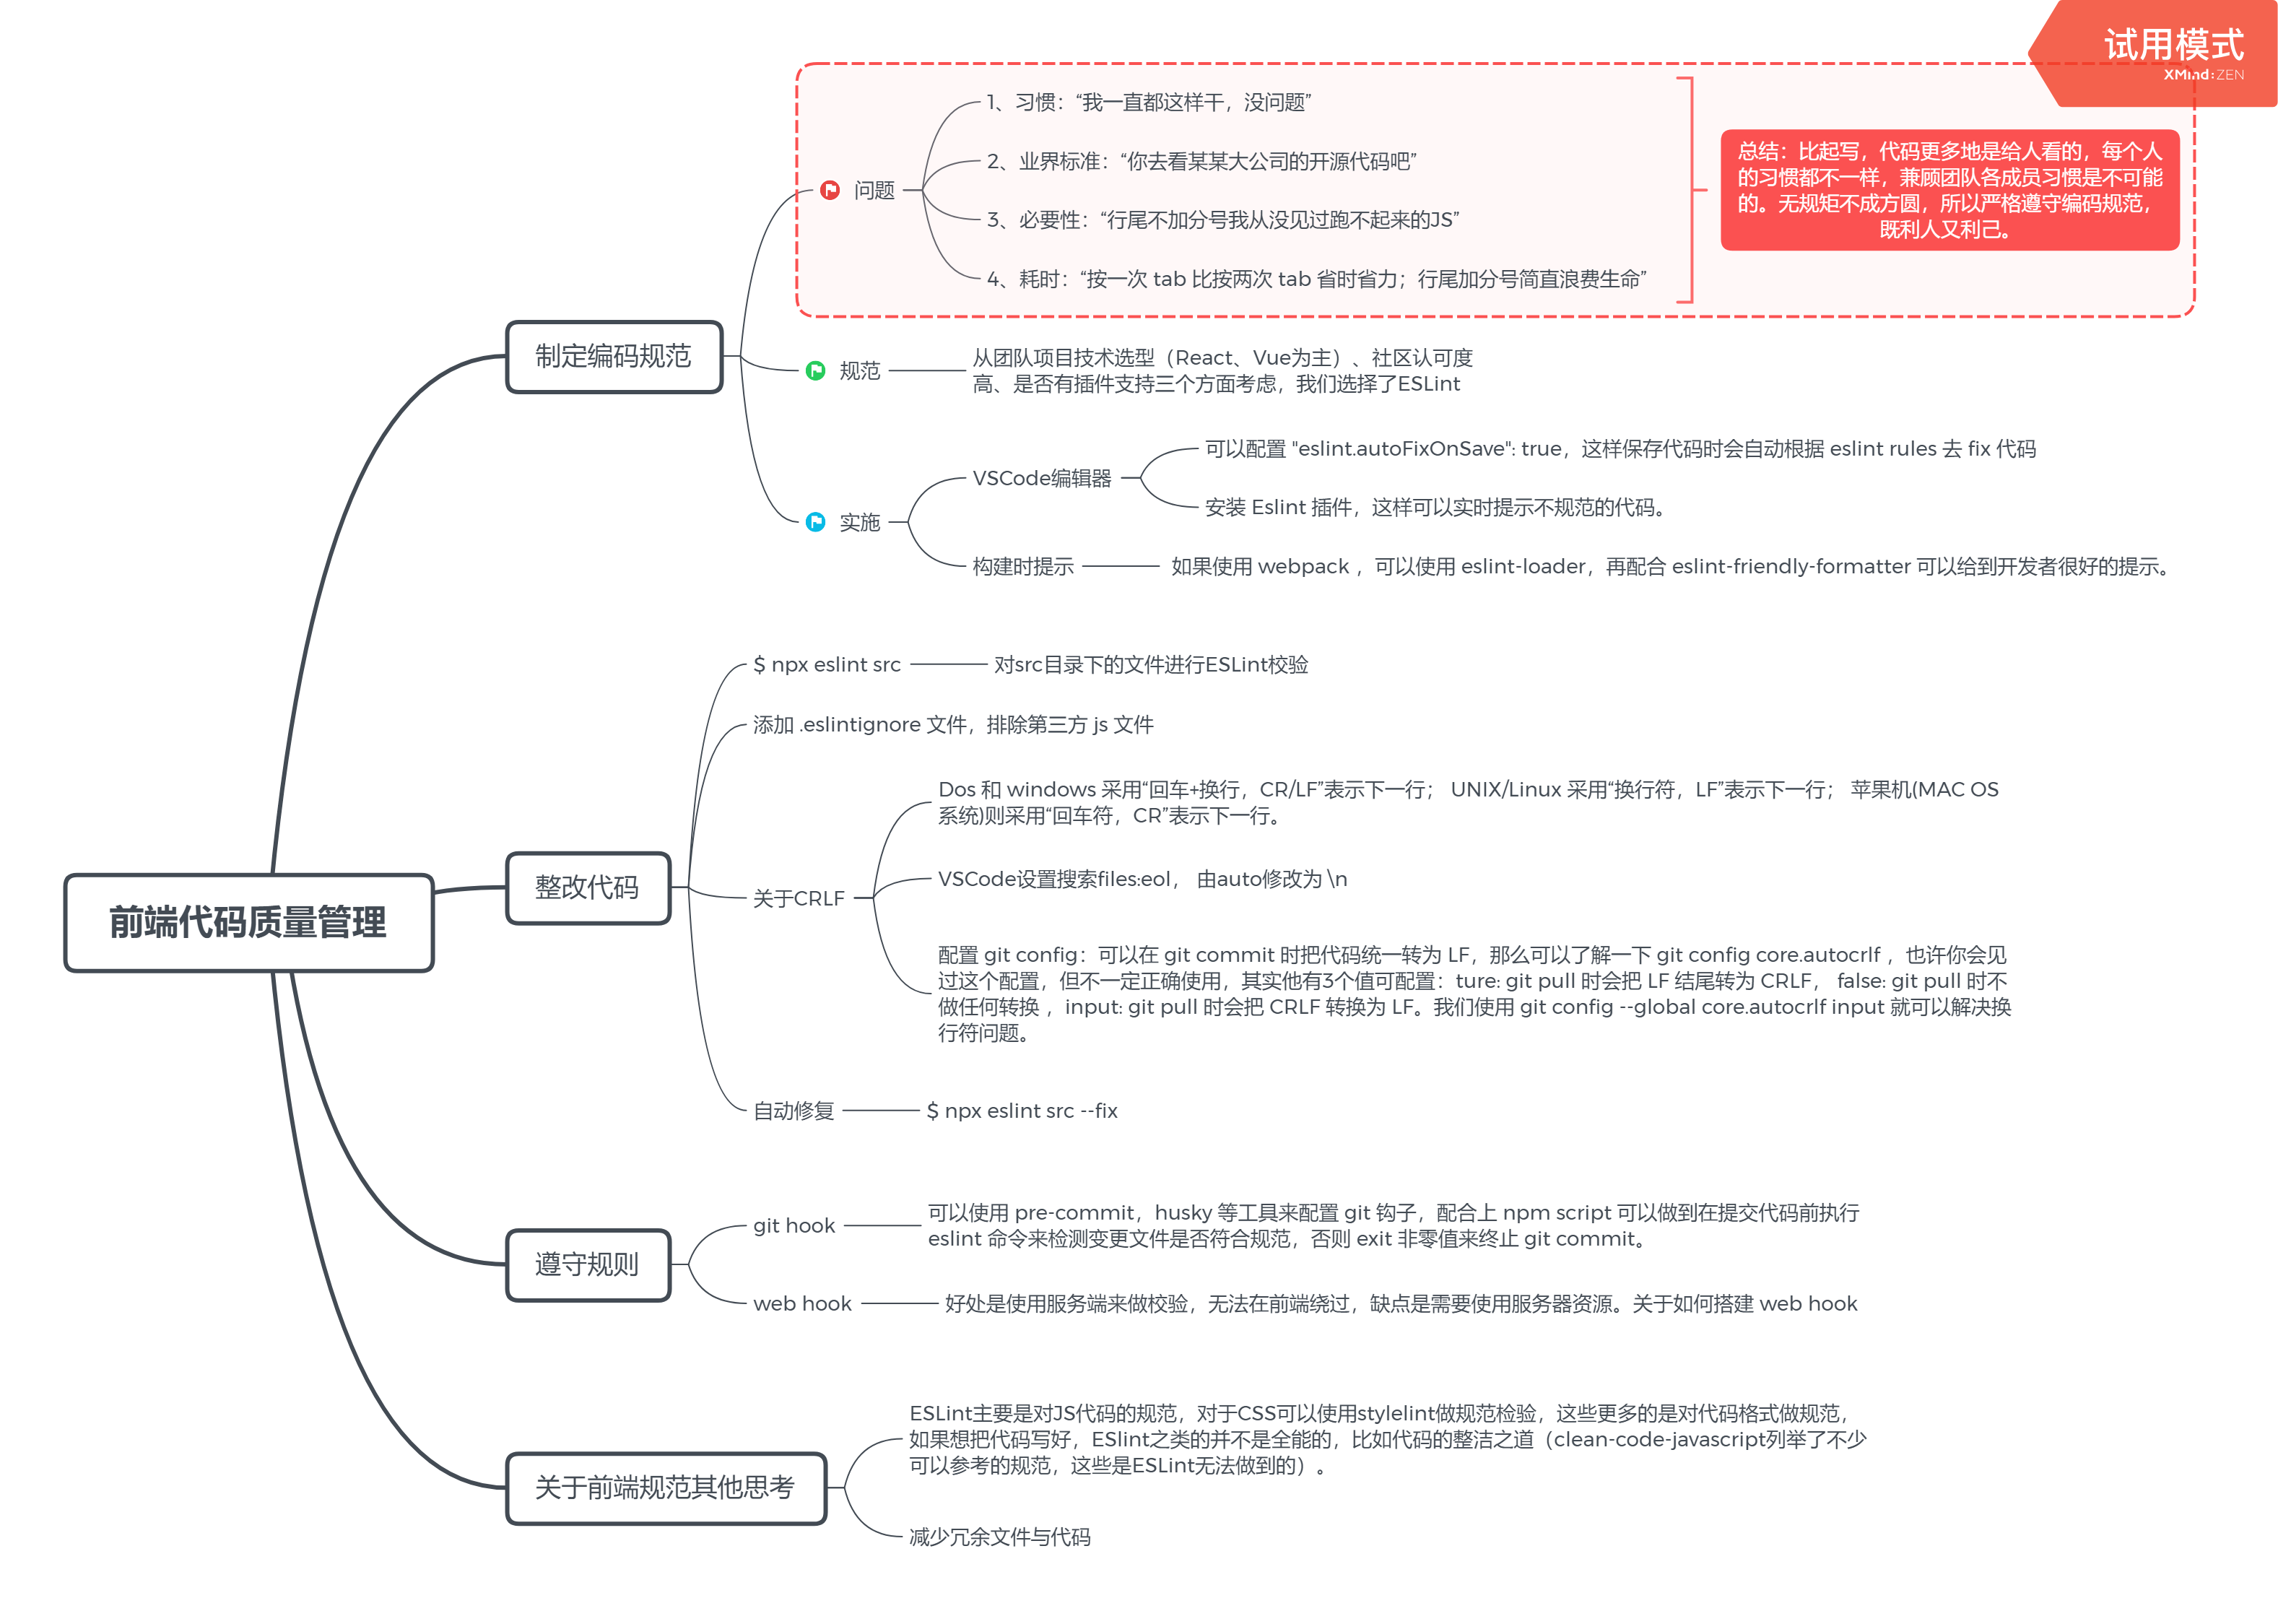 试用模式
XMind:ZEN
前端代码质量管理
制定编码规范
问题
1、习惯：“我一直都这样干，没问题”
2、业界标准：“你去看某某大公司的开源代码吧”
3、必要性：“行尾不加分号我从没见过跑不起来的JS”
4、耗时：“按一次 tab 比按两次 tab 省时省力；行尾加分号简直浪费生命”
总结：比起写，代码更多地是给人看的，每个人
的习惯都不一样，兼顾团队各成员习惯是不可能
的。无规矩不成方圆，所以严格遵守编码规范，
既利人又利己。
规范
从团队项目技术选型（React、Vue为主）、社区认可度
高、是否有插件支持三个方面考虑，我们选择了ESLint
实施
VSCode编辑器
可以配置 "eslint.autoFixOnSave": true，这样保存代码时会自动根据 eslint rules 去 fix 代码
安装 Eslint 插件，这样可以实时提示不规范的代码。
构建时提示
如果使用 webpack ，可以使用 eslint-loader，再配合 eslint-friendly-formatter 可以给到开发者很好的提示。
整改代码
$ npx eslint src
对src目录下的文件进行ESLint校验
添加 .eslintignore 文件，排除第三方 js 文件
关于CRLF
Dos 和 windows 采用“回车+换行，CR/LF”表示下一行； UNIX/Linux 采用“换行符，LF”表示下一行； 苹果机(MAC OS
系统)则采用“回车符，CR”表示下一行。
VSCode设置搜索files:eol， 由auto修改为 \n
配置 git config：可以在 git commit 时把代码统一转为 LF，那么可以了解一下 git config core.autocrlf ，也许你会见
过这个配置，但不一定正确使用，其实他有3个值可配置：ture: git pull 时会把 LF 结尾转为 CRLF， false: git pull 时不
做任何转换 ，input: git pull 时会把 CRLF 转换为 LF。我们使用 git config --global core.autocrlf input 就可以解决换
行符问题。
自动修复
$ npx eslint src --fix
遵守规则
git hook
可以使用 pre-commit，husky 等工具来配置 git 钩子，配合上 npm script 可以做到在提交代码前执行
eslint 命令来检测变更文件是否符合规范，否则 exit 非零值来终止 git commit。
web hook
好处是使用服务端来做校验，无法在前端绕过，缺点是需要使用服务器资源。关于如何搭建 web hook
关于前端规范其他思考
ESLint主要是对JS代码的规范，对于CSS可以使用stylelint做规范检验，这些更多的是对代码格式做规范，
如果想把代码写好，ESlint之类的并不是全能的，比如代码的整洁之道（clean-code-javascript列举了不少
可以参考的规范，这些是ESLint无法做到的）。
减少冗余文件与代码